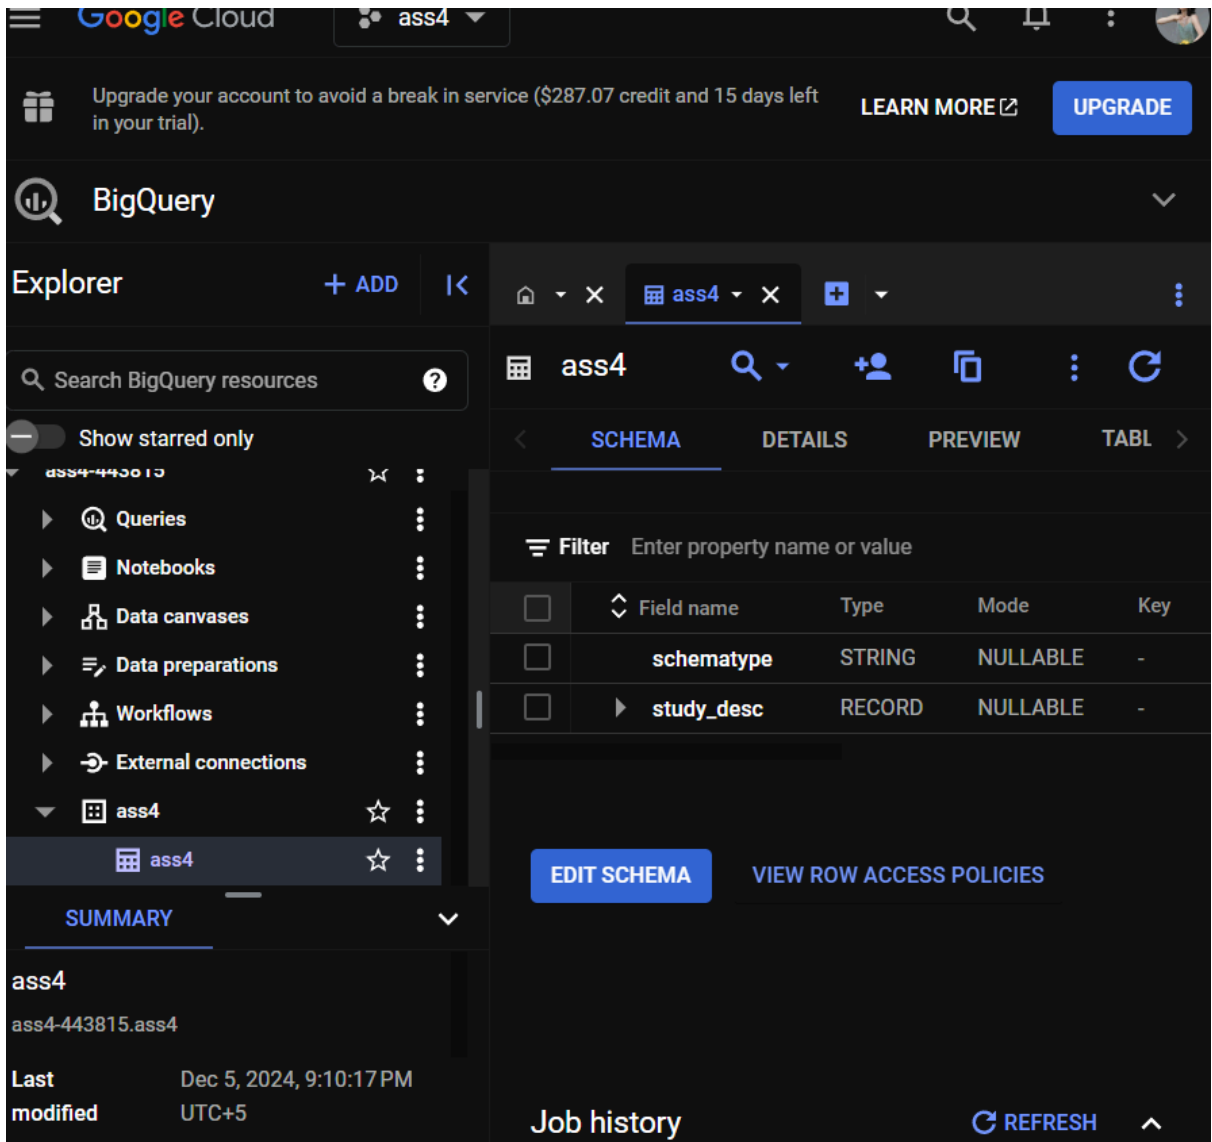 Google Cloud
ass4
Upgrade your account to avoid a break in service ($287.07 credit and 15 days left
in your trial).
LEARN MORE
UPGRADE
BigQuery
Explorer
+ ADD
Search BigQuery resources
Show starred only
ass4-443815
Queries
Notebooks
Data canvases
Data preparations
Workflows
External connections
ass4
ass4
SUMMARY
ass4
ass4-443815.ass4
Last modified
Dec 5, 2024, 9:10:17 PM
UTC+5
ass4
ass4
SCHEMA
DETAILS
PREVIEW
TABL
Filter Enter property name or value
Field name Type Mode Key
schematype STRING NULLABLE -
study_desc RECORD NULLABLE -
EDIT SCHEMA
VIEW ROW ACCESS POLICIES
Job history
REFRESH